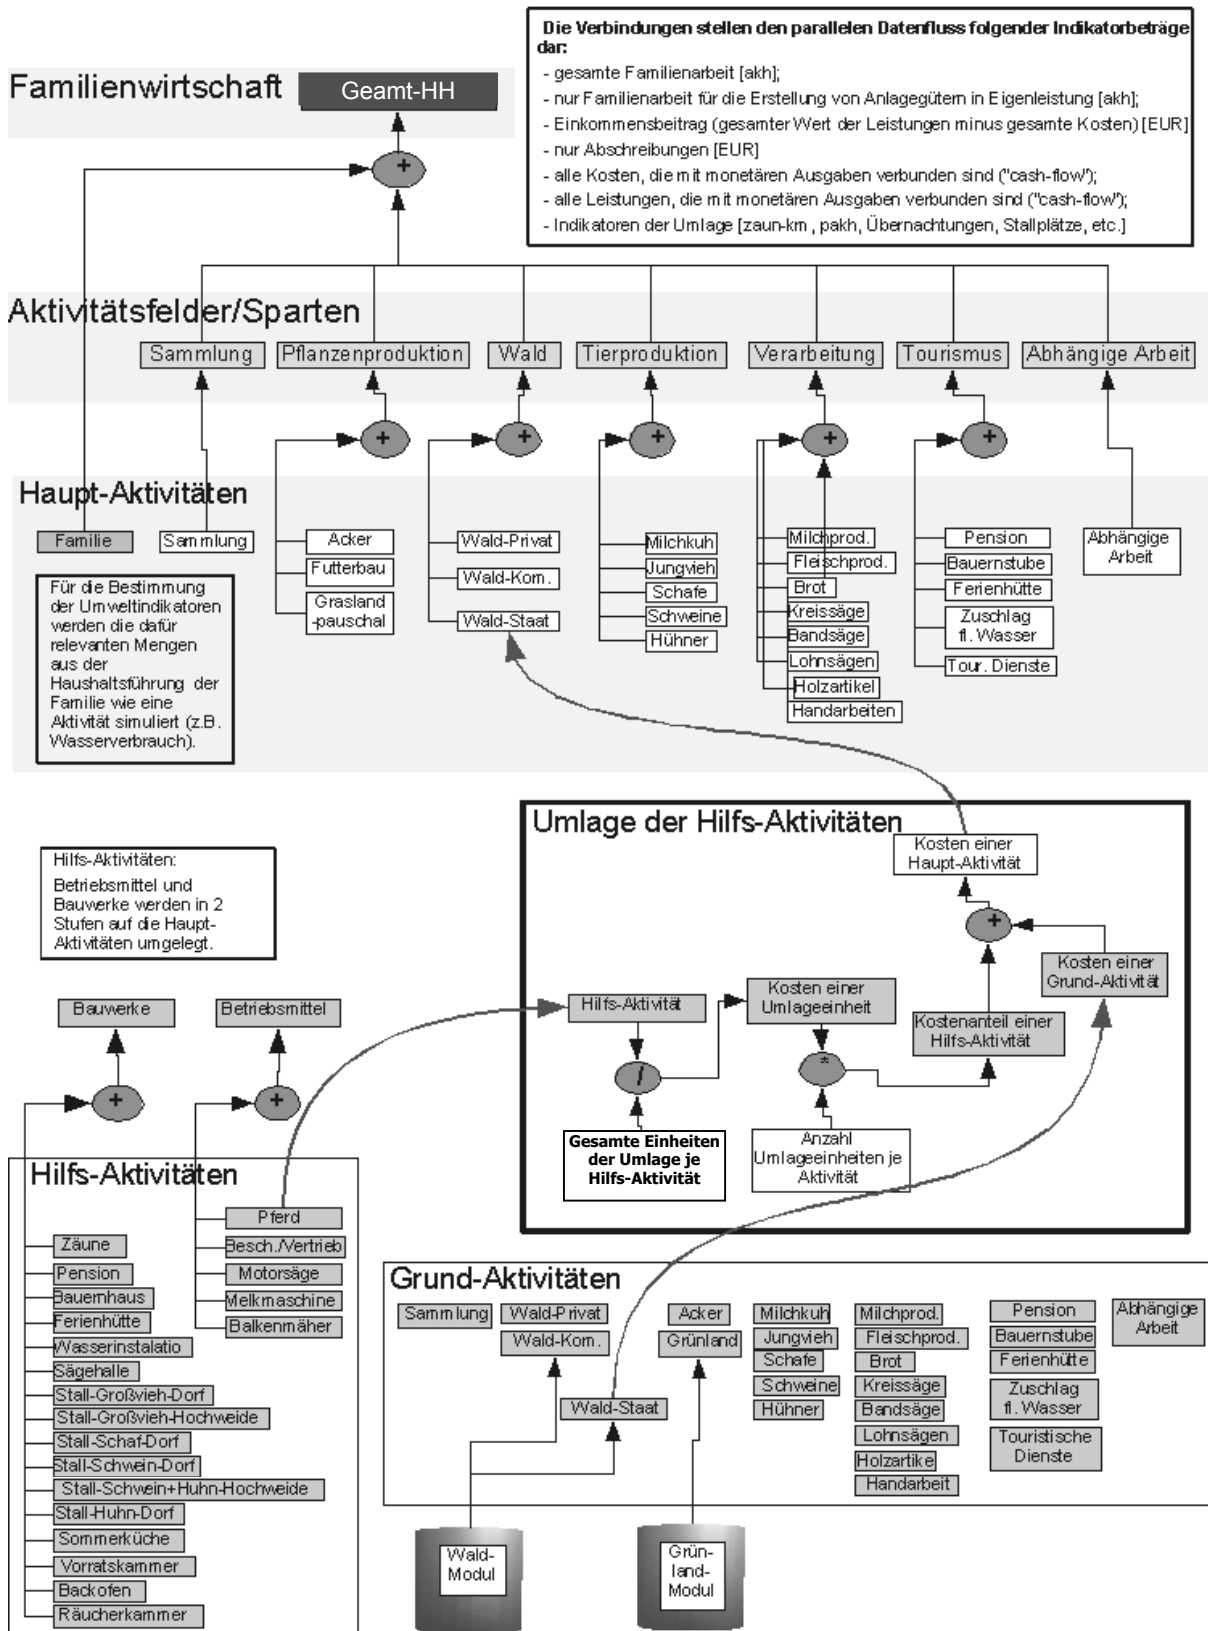 Die Verbindungen stellen den parallelen Datenfluss folgender Indikatorbeträge
dar:
- gesamte Familienarbeit [akh];
- nur Familienarbeit für die Erstellung von Anlagegütern in Eigenleistung [akh];
- Einkommensbeitrag (gesamter Wert der Leistungen minus gesamte Kosten) [EUR]
- nur Abschreibungen [EUR]
- alle Kosten, die mit monetären Ausgaben verbunden sind ("cash-flow");
- alle Leistungen, die mit monetären Ausgaben verbunden sind ("cash-flow");
- Indikatoren der Umlage [zaun-km, pakh, Übernachtungen, Stallplätze, etc.]
Familienwirtschaft
Geamt-HH
+
Aktivitätsfelder/Sparten
Sammlung
Pflanzenproduktion
Wald
Tierproduktion
Verarbeitung
Tourismus
Abhängige Arbeit
+
+
+
+
+
Haupt-Aktivitäten
Familie
Sammlung
Acker
Futterbau
Grasland
-pauschal
Wald-Privat
Wald-Kom.
Wald-Staat
Milchkuh
Jungvieh
Schafe
Schweine
Hühner
Milchprod.
Fleischprod.
Brot
Kreissäge
Bandsäge
Lohnsägen
Holzartikel
Handarbeiten
Pension
Bauernstube
Ferienhütte
Zuschlag
fl. Wasser
Tour. Dienste
Abhängige
Arbeit
Für die Bestimmung
der Umweltindikatoren
werden die dafür
relevanten Mengen
aus der
Haushaltsführung der
Familie wie eine
Aktivität simuliert (z.B.
Wasserverbrauch).
Umlage der Hilfs-Aktivitäten
Kosten einer
Haupt-Aktivität
+
Kosten einer
Grund-Aktivität
Hilfs-Aktivität
Kosten einer
Umlageeinheit
Kostenanteil einer
Hilfs-Aktivität
/
*
Gesamte Einheiten
der Umlage je
Hilfs-Aktivität
Anzahl
Umlageeinheiten je
Aktivität
Hilfs-Aktivitäten:
Betriebsmittel und
Bauwerke werden in 2
Stufen auf die Haupt-
Aktivitäten umgelegt.
Bauwerke
Betriebsmittel
+
+
Hilfs-Aktivitäten
Pferd
Besch./Vertrieb
Motorsäge
Melkmaschine
Balkenmäher
Zäune
Pension
Bauernhaus
Ferienhütte
Wasserinstalatio
Sägehalle
Stall-Großvieh-Dorf
Stall-Großvieh-Hochweide
Stall-Schaf-Dorf
Stall-Schwein-Dorf
Stall-Schwein+Huhn-Hochweide
Stall-Huhn-Dorf
Sommerküche
Vorratskammer
Backofen
Räucherkammer
Grund-Aktivitäten
Sammlung
Wald-Privat
Wald-Kom.
Wald-Staat
Acker
Grünland
Milchkuh
Jungvieh
Schafe
Schweine
Hühner
Milchprod.
Fleischprod.
Brot
Kreissäge
Bandsäge
Lohnsägen
Holzartike
Handarbeit
Pension
Bauernstube
Ferienhütte
Zuschlag
fl. Wasser
Touristische
Dienste
Abhängige
Arbeit
Wald-
Modul
Grün-
land-
Modul